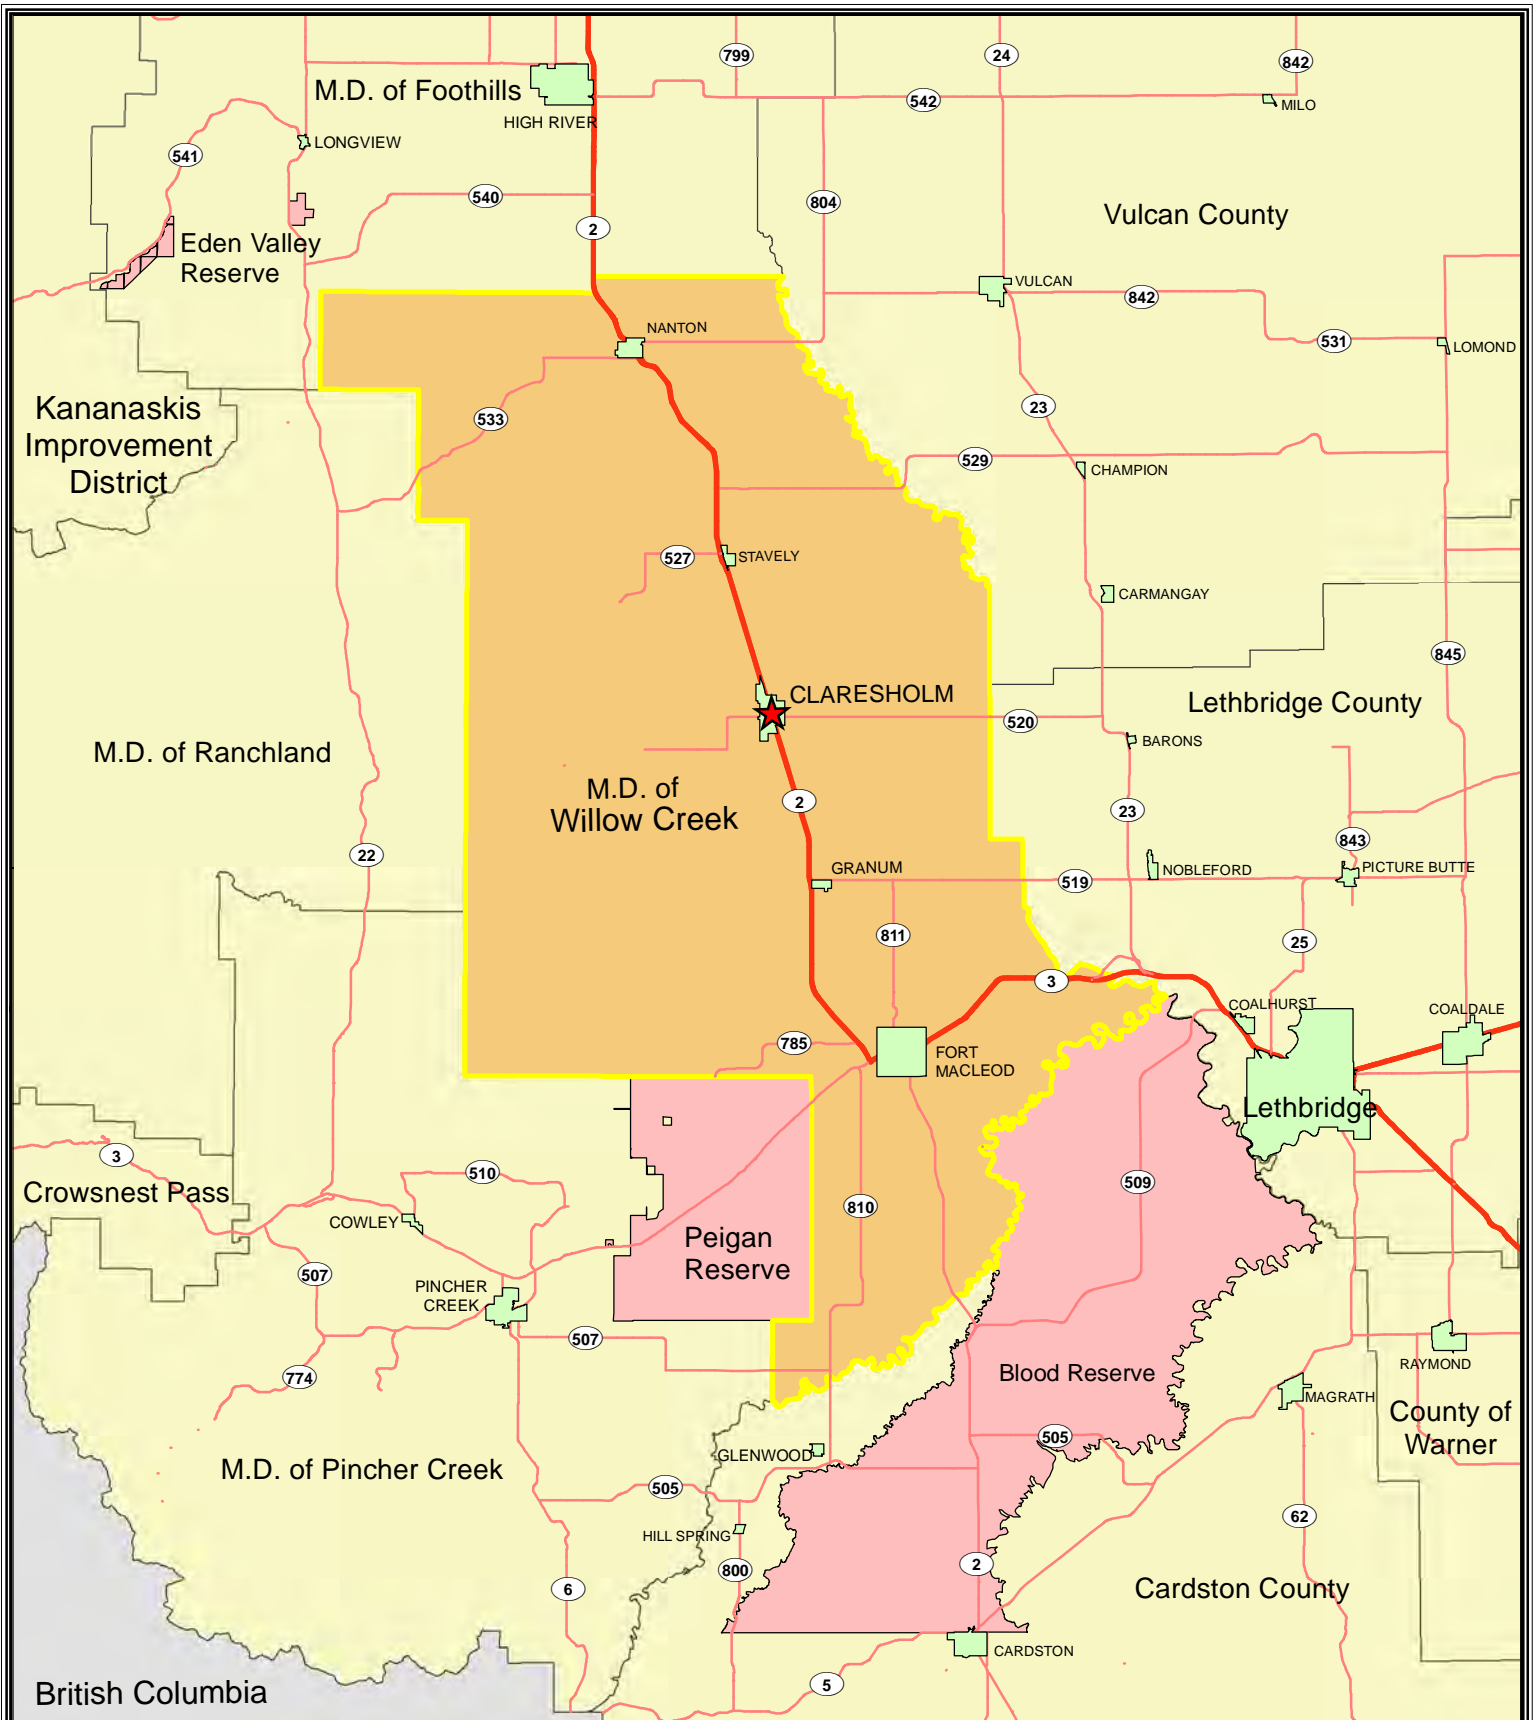 799
24
842
M.D. of Foothills
542
MILO
HIGH RIVER
LONGVIEW
541
540
804
Vulcan County
2
Eden Valley
Reserve
VULCAN
842
NANTON
531
LOMOND
Kananaskis
Improvement
District
533
23
529
CHAMPION
527
STAVELY
CARMANGAY
845
CLARESHOLM
520
Lethbridge County
BARONS
M.D. of Ranchland
M.D. of
Willow Creek
2
23
843
22
GRANUM
519
NOBLEFORD
PICTURE BUTTE
811
25
3
COALHURST
COALDALE
785
FORT
MACLEOD
Lethbridge
3
510
509
Crowsnest Pass
810
COWLEY
Peigan
Reserve
507
PINCHER
CREEK
507
RAYMOND
774
Blood Reserve
MAGRATH
County of
Warner
505
GLENWOOD
M.D. of Pincher Creek
505
62
HILL SPRING
2
800
6
Cardston County
CARDSTON
5
British Columbia